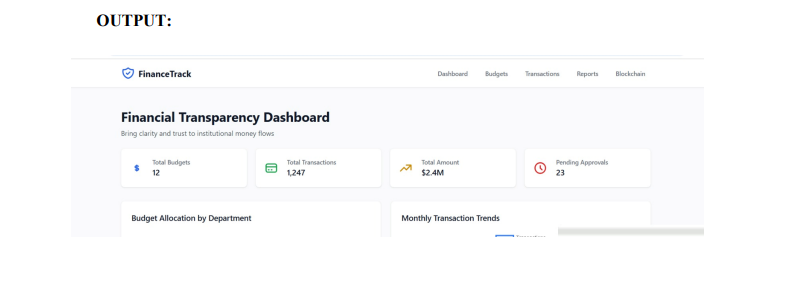 OUTPUT:
FinanceTrack
Dashboard Budgets Transactions Reports Blockchain
Financial Transparency Dashboard
Bring clarity and trust to institutional money flows
Total Budgets
12
Total Transactions
1,247
Total Amount
$2.4M
Pending Approvals
23
Budget Allocation by Department
Monthly Transaction Trends